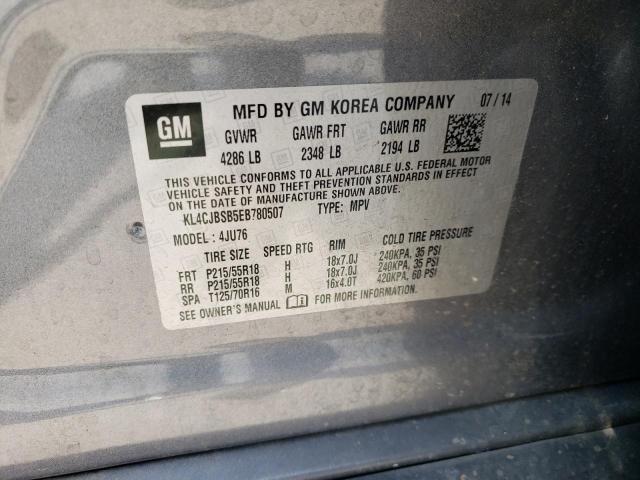 GM
MFD BY GM KOREA COMPANY 07/14
GVWR GAWR FRT GAWR RR
4286 LB 2348 LB 2194 LB
THIS VEHICLE CONFORMS TO ALL APPLICABLE U.S. FEDERAL MOTOR
VEHICLE SAFETY AND THEFT PREVENTION STANDARDS IN EFFECT
ON THE DATE OF MANUFACTURE SHOWN ABOVE.
KL4CJBSB5EB780507 TYPE: MPV
MODEL : 4JU76
TIRE SIZE SPEED RTG RIM COLD TIRE PRESSURE
FRT P215/55R18 H 18x7.0J 240KPA, 35 PSI
RR P215/55R18 H 18x7.0J 240KPA, 35 PSI
SPA T125/70R16 M 16x4.0T 420KPA, 60 PSI
SEE OWNER'S MANUAL FOR MORE INFORMATION.